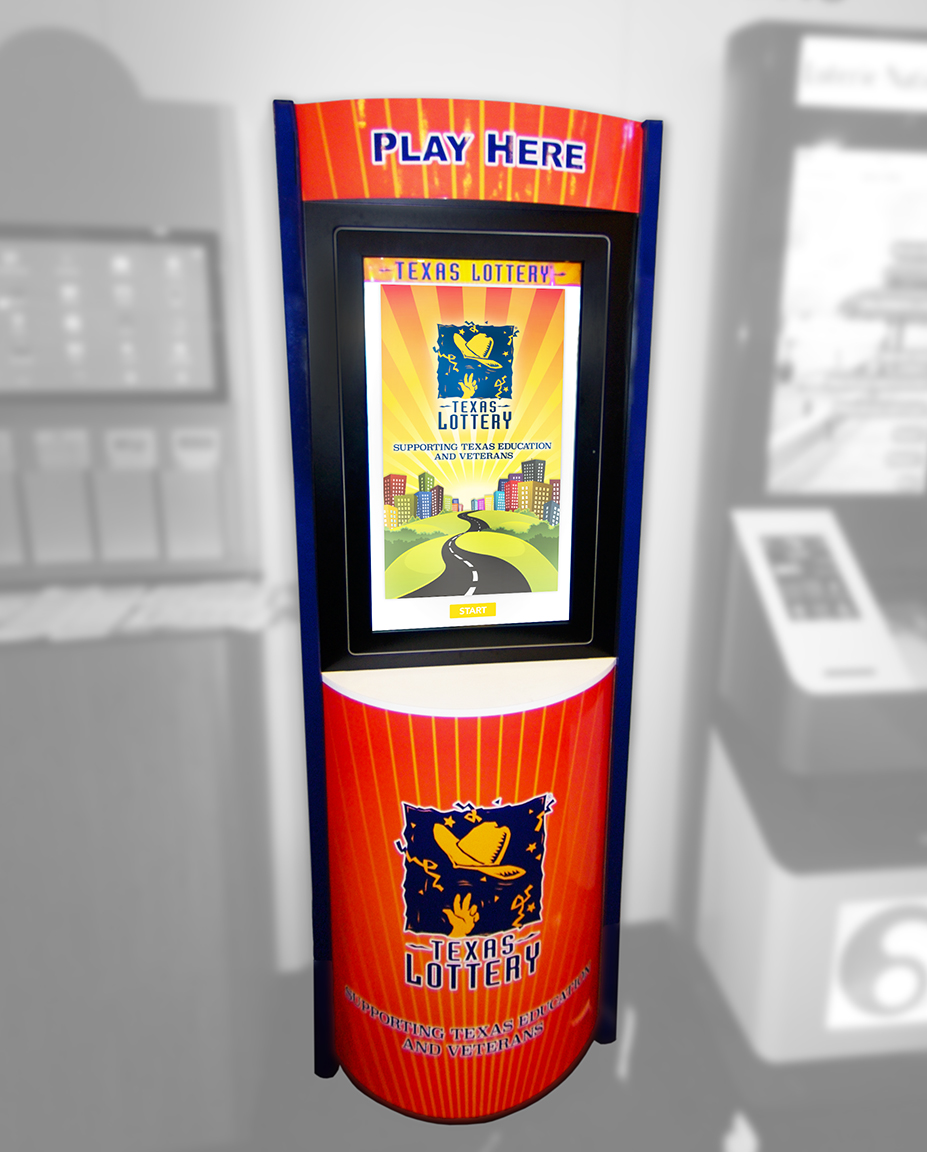 PLAY HERE
TEXAS LOTTERY
TEXAS
LOTTERY
SUPPORTING TEXAS EDUCATION
AND VETERANS
START
TEXAS
LOTTERY
SUPPORTING TEXAS EDUCATION
AND VETERANS